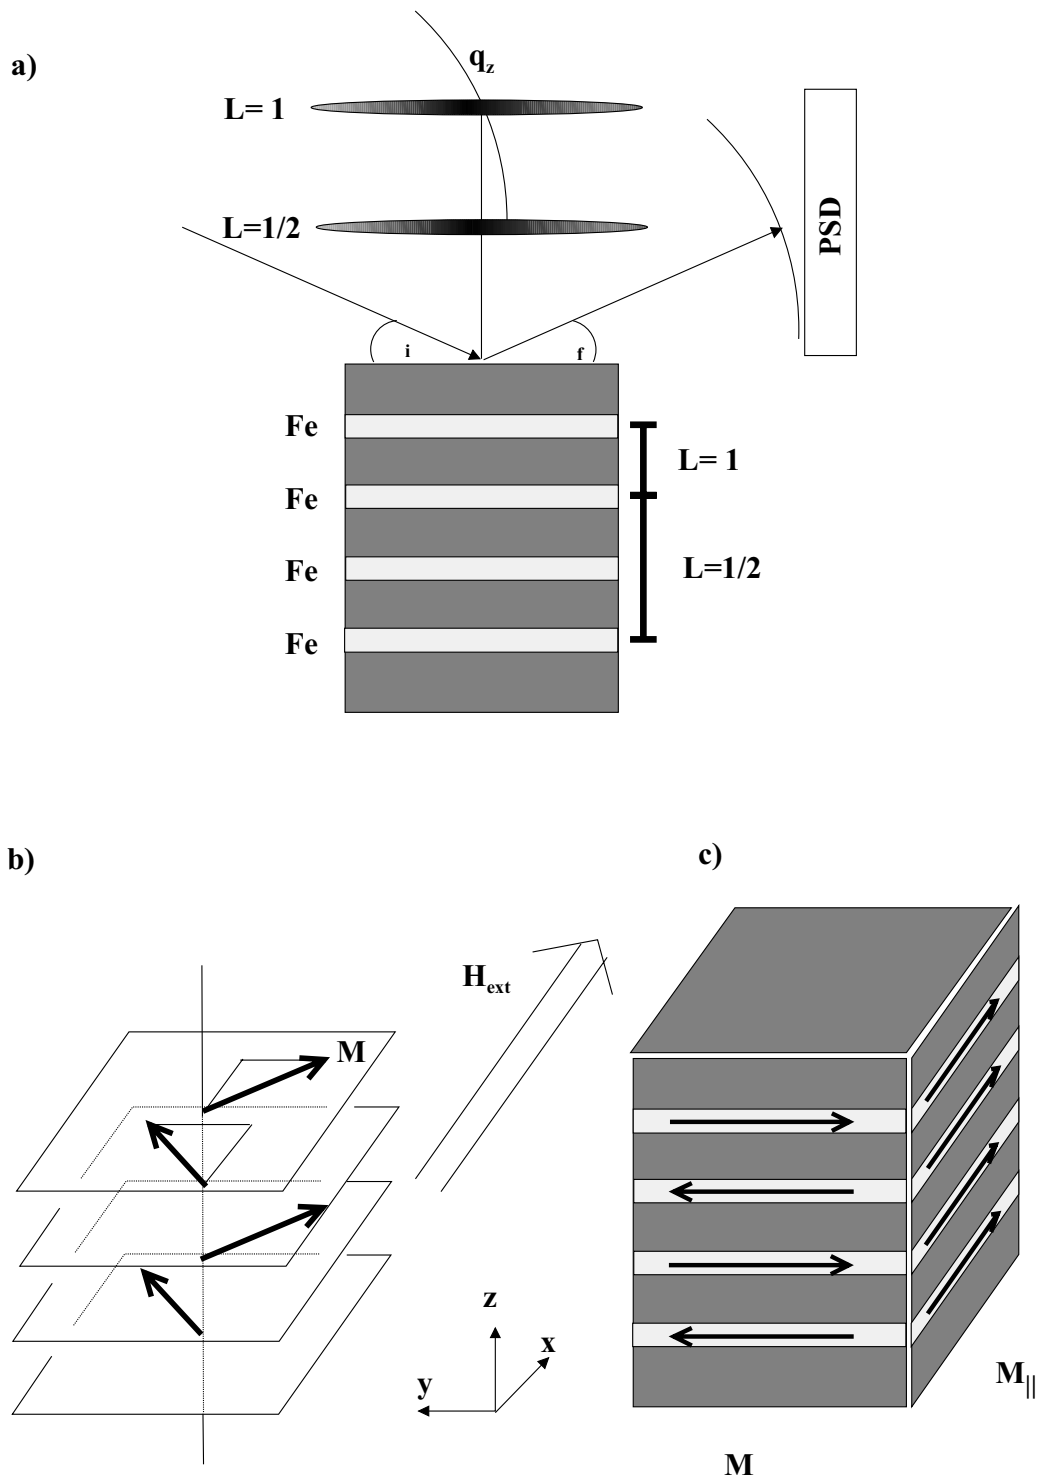 a)
q_z
L= 1
L=1/2
PSD
i
f
Fe
L= 1
Fe
L=1/2
Fe
Fe
b)
c)
H_ext
M
z
x
y
M_||
M